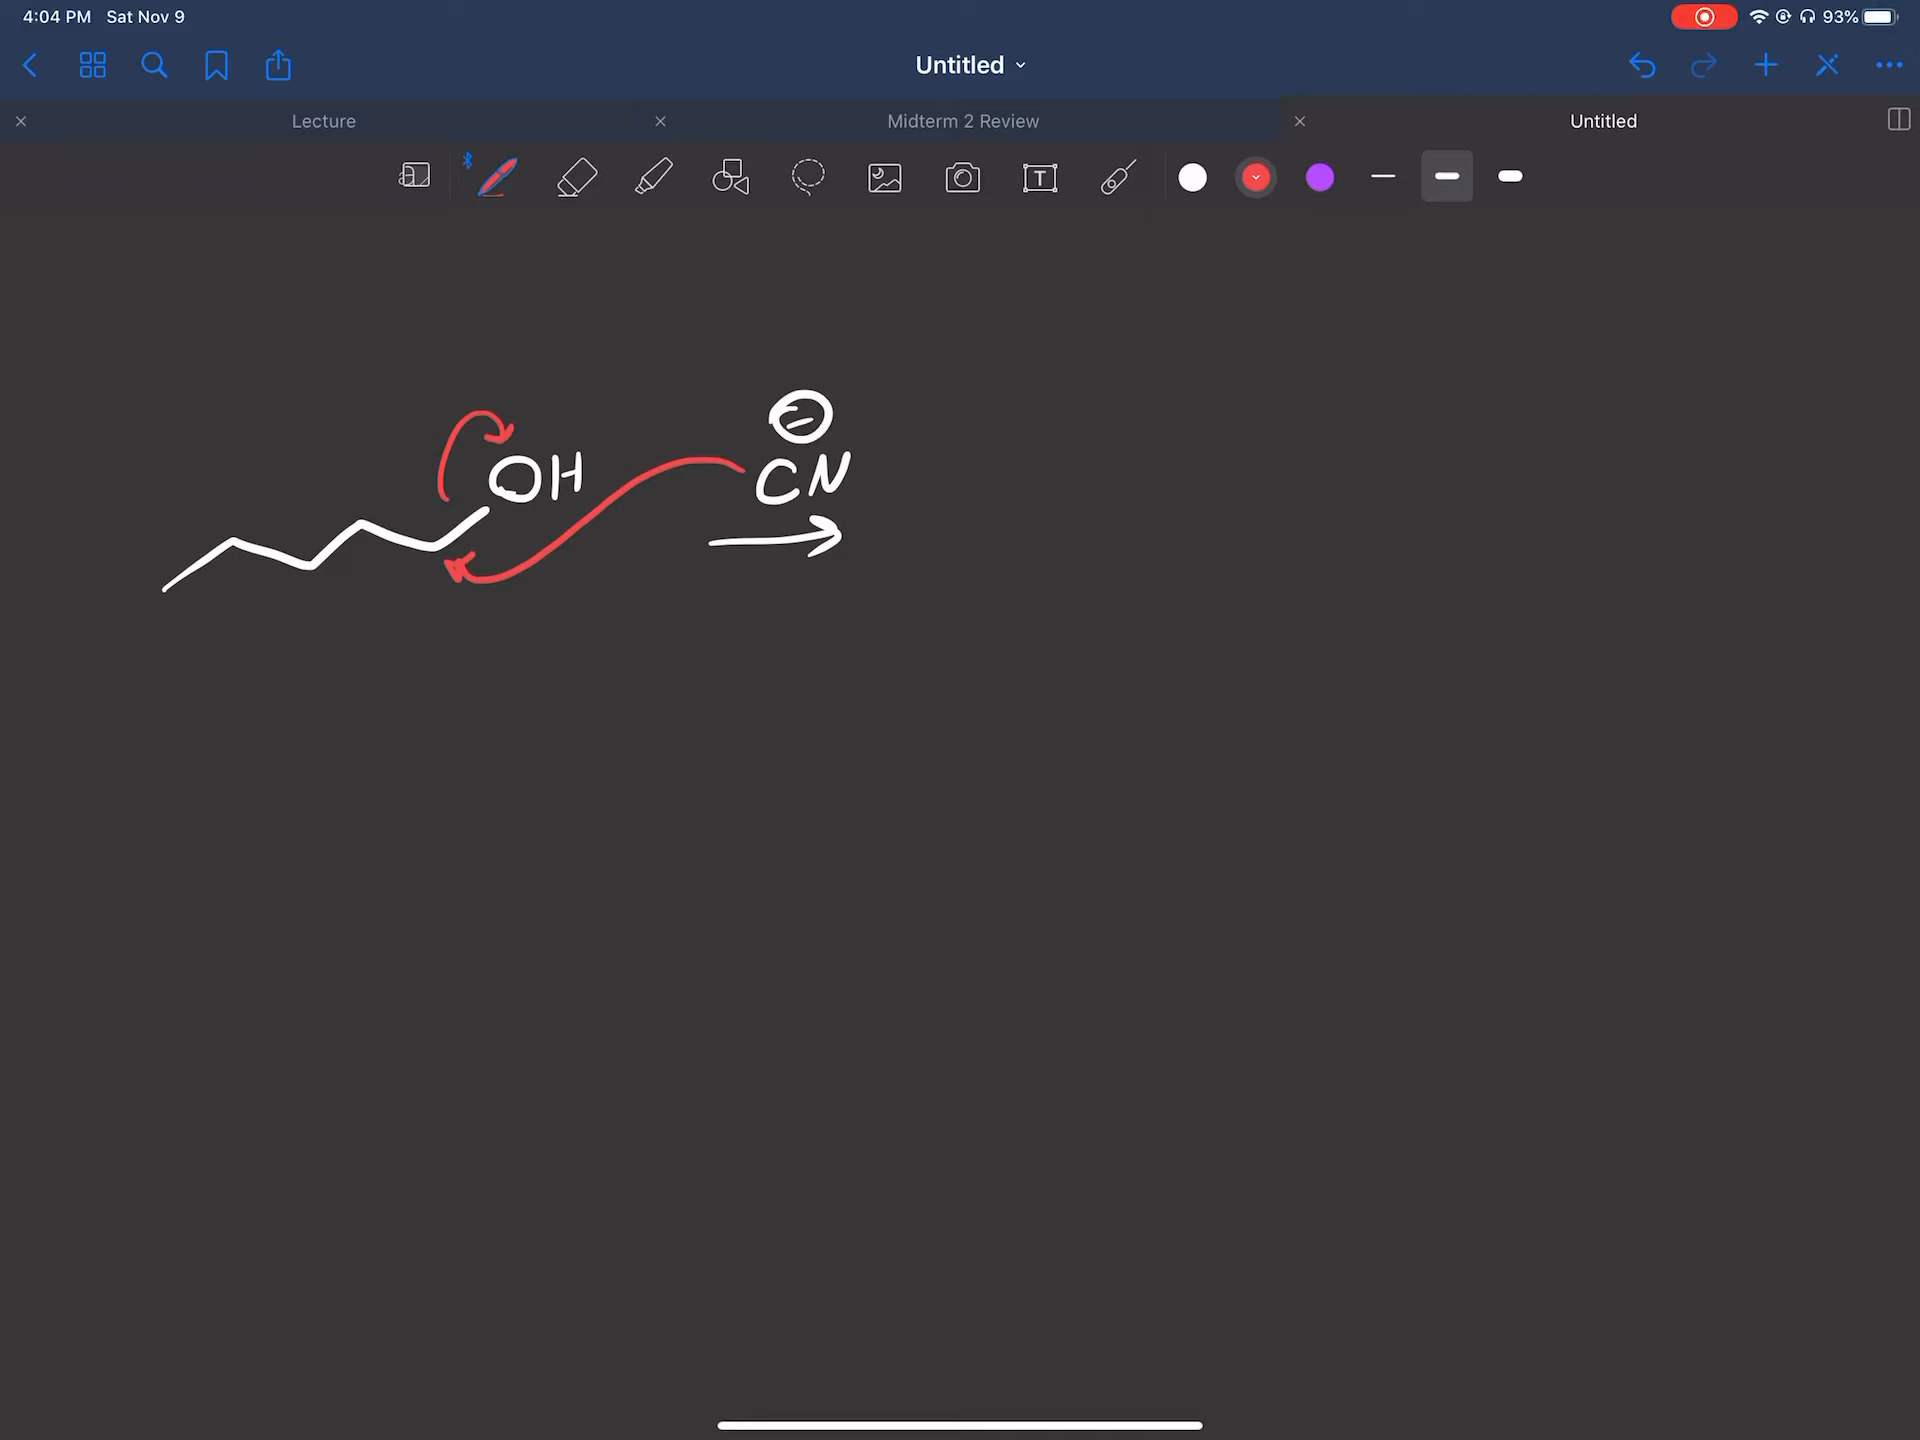 4:04 PM Sat Nov 9
93%
Untitled
Lecture
Midterm 2 Review
Untitled
T
OH
CN